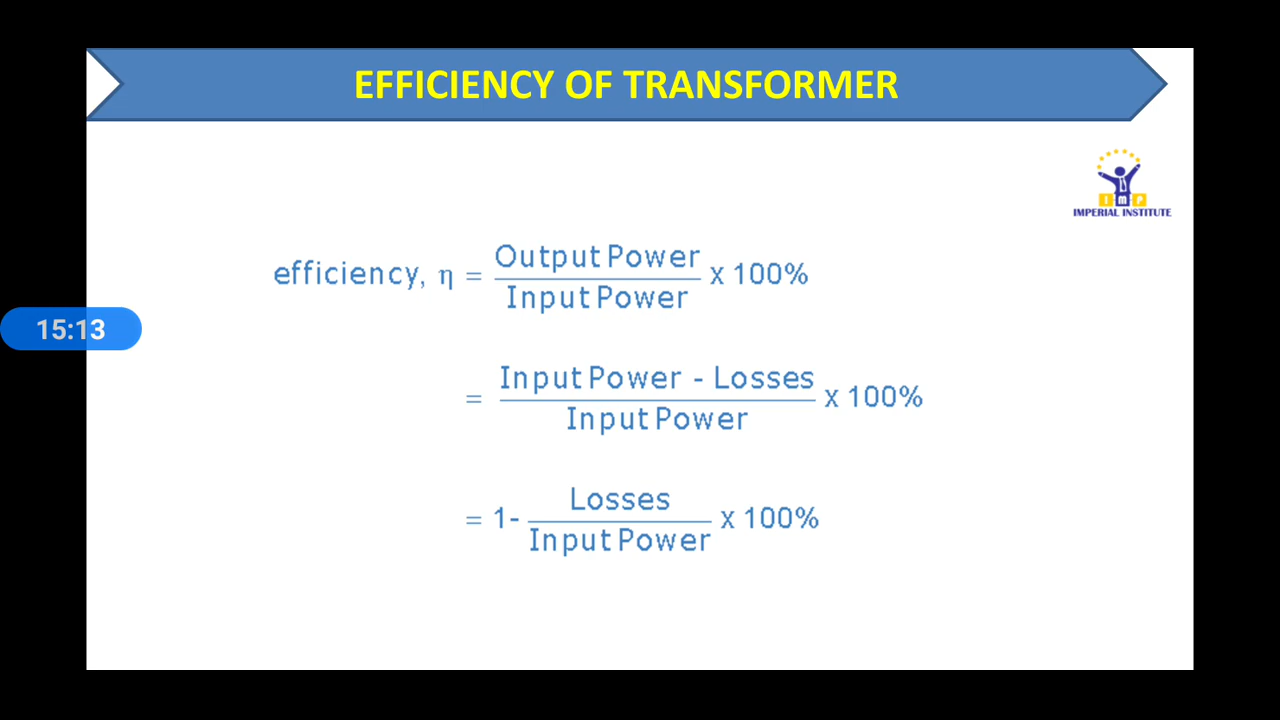 EFFICIENCY OF TRANSFORMER
I M P
IMPERIAL INSTITUTE
efficiency, η = Output Power / Input Power x 100%
15:13
= Input Power - Losses / Input Power x 100%
= 1- Losses / Input Power x 100%